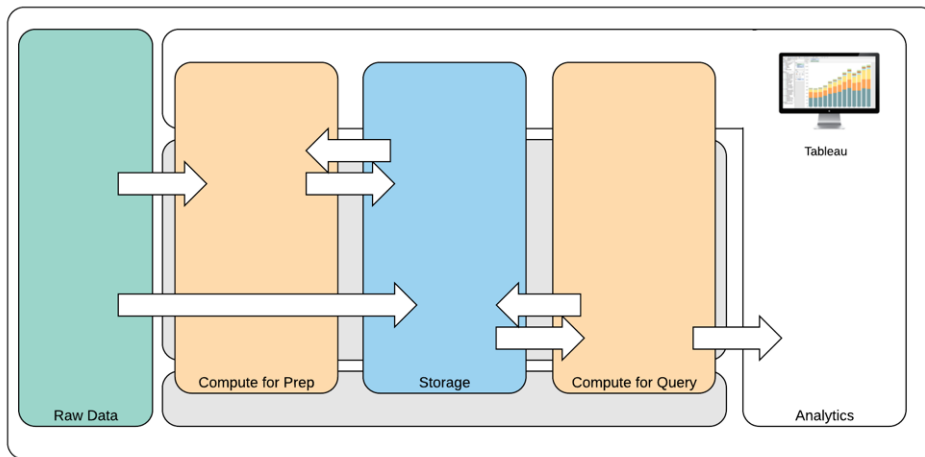 Tableau
Compute for Prep
Storage
Compute for Query
Raw Data
Analytics